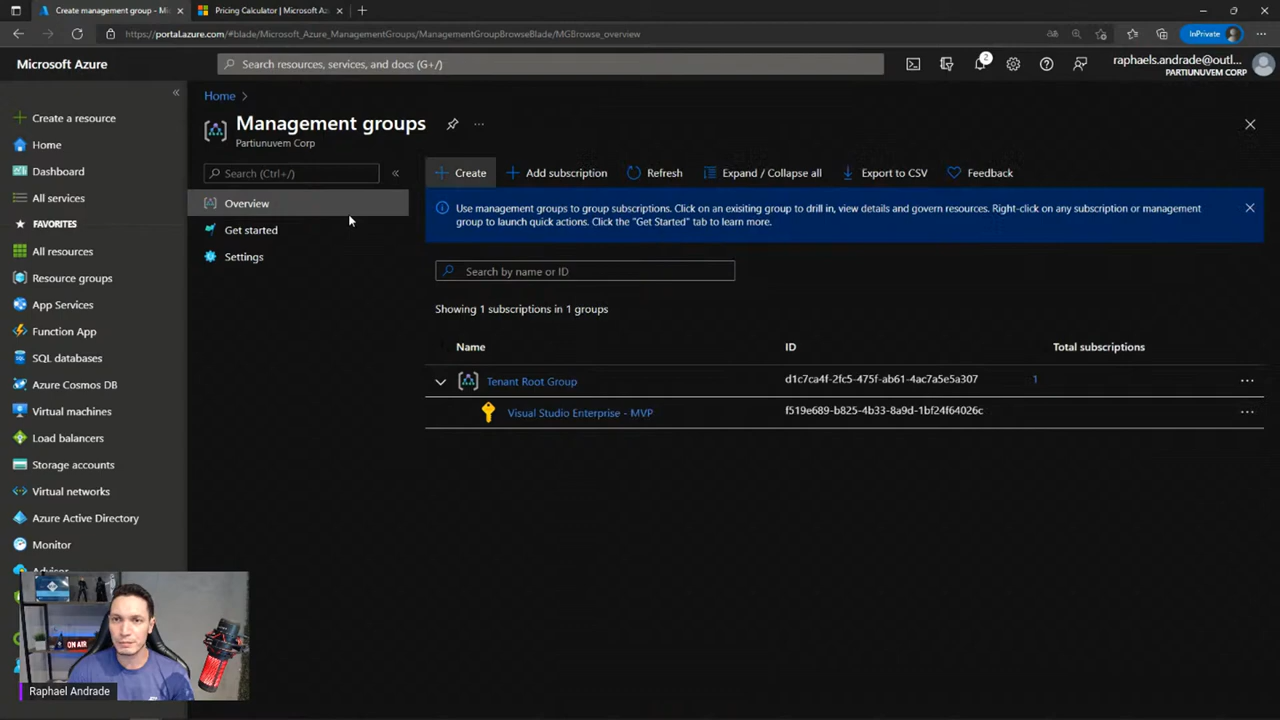 Create management group - Mi
Pricing Calculator | Microsoft Az
https://portal.azure.com/#blade/Microsoft_Azure_ManagementGroups/ManagementGroupBrowseBlade/MGBrowse_overview
InPrivate
Microsoft Azure
Search resources, services, and docs (G+/)
2
raphaels.andrade@outl...
PARTIUNUVEM CORP
Create a resource
Home
Dashboard
All services
FAVORITES
All resources
Resource groups
App Services
Function App
SQL databases
Azure Cosmos DB
Virtual machines
Load balancers
Storage accounts
Virtual networks
Azure Active Directory
Monitor
Home
Management groups
Partiunuvem Corp
Search (Ctrl+/)
Overview
Get started
Settings
Create
Add subscription
Refresh
Expand / Collapse all
Export to CSV
Feedback
Use management groups to group subscriptions. Click on an exisiting group to drill in, view details and govern resources. Right-click on any subscription or management
group to launch quick actions. Click the "Get Started" tab to learn more.
Search by name or ID
Showing 1 subscriptions in 1 groups
Name ID Total subscriptions
Tenant Root Group d1c7ca4f-2fc5-475f-ab61-4ac7a5e5a307 1
Visual Studio Enterprise - MVP f519e689-b825-4b33-8a9d-1bf24f64026c
ON AIR
Raphael Andrade